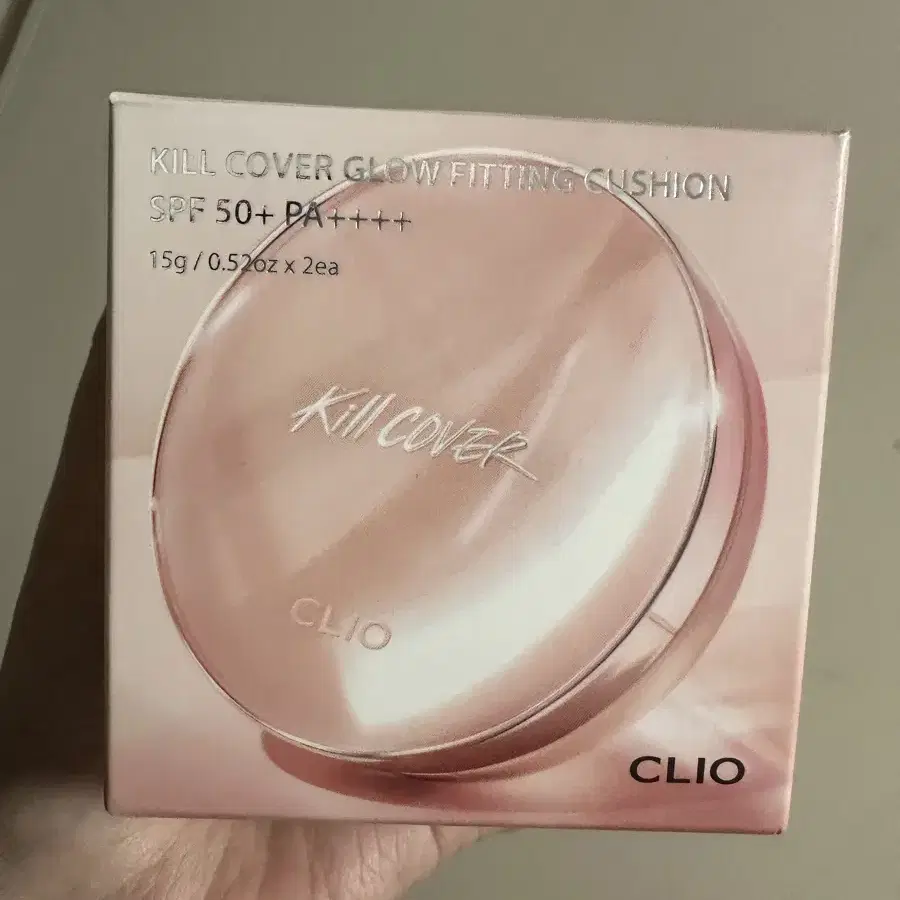 KILL COVER GLOW FITTING CUSHION
SPF 50+ PA++++
15g / 0.52oz x 2ea
Kill COVER
CLIO
CLIO